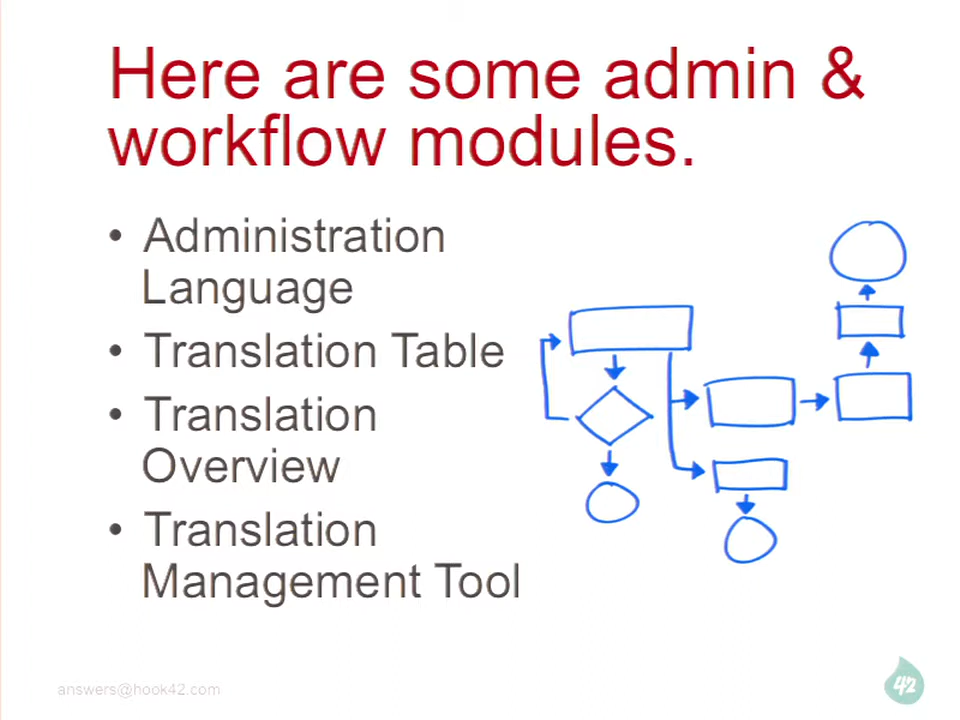 Here are some admin &
workflow modules.
• Administration
Language
• Translation Table
• Translation
Overview
• Translation
Management Tool
answers@hook42.com
42